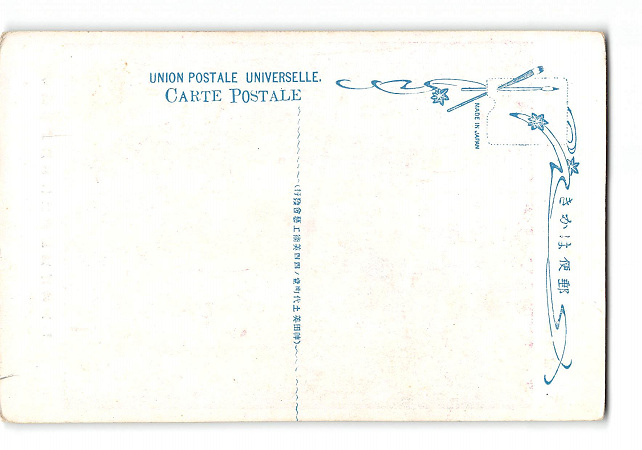 UNION POSTALE UNIVERSELLE.
CARTE POSTALE
MADE IN JAPAN
きかは便郵